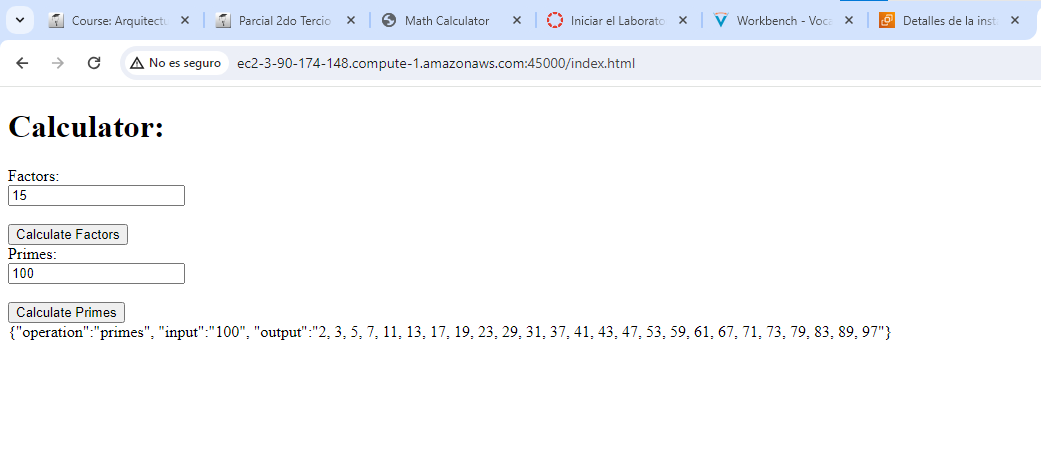 Course: Arquitectu
Parcial 2do Tercio
Math Calculator
Iniciar el Laborato
Workbench - Voca
Detalles de la inst
No es seguro
ec2-3-90-174-148.compute-1.amazonaws.com:45000/index.html
Calculator:
Factors:
15
Calculate Factors
Primes:
100
Calculate Primes
{"operation":"primes", "input":"100", "output":"2, 3, 5, 7, 11, 13, 17, 19, 23, 29, 31, 37, 41, 43, 47, 53, 59, 61, 67, 71, 73, 79, 83, 89, 97"}